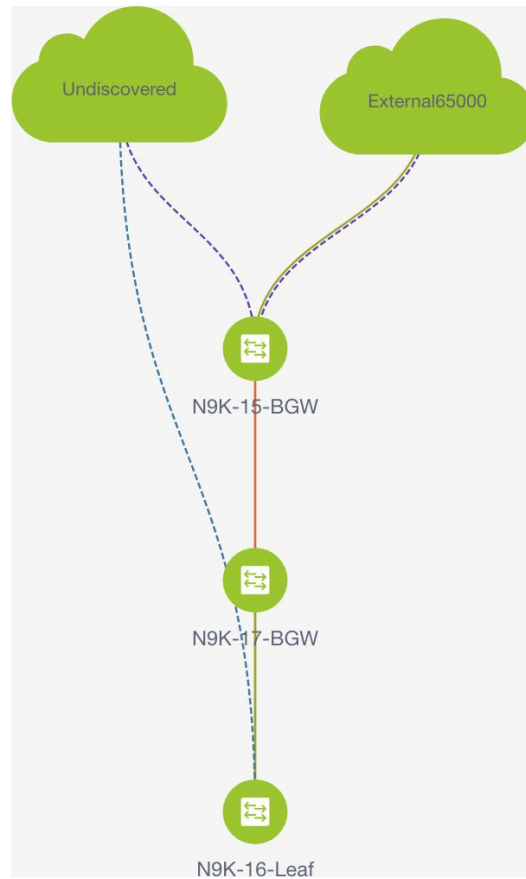 Undiscovered
External65000
N9K-15-BGW
N9K-17-BGW
N9K-16-Leaf